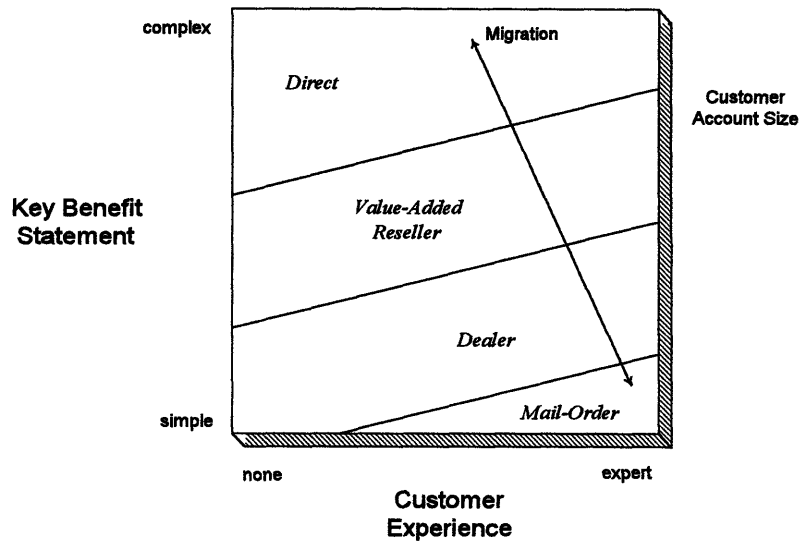 complex
Migration
Direct
Customer
Account Size
Key Benefit
Statement
Value-Added
Reseller
Dealer
Mail-Order
simple
none
expert
Customer
Experience